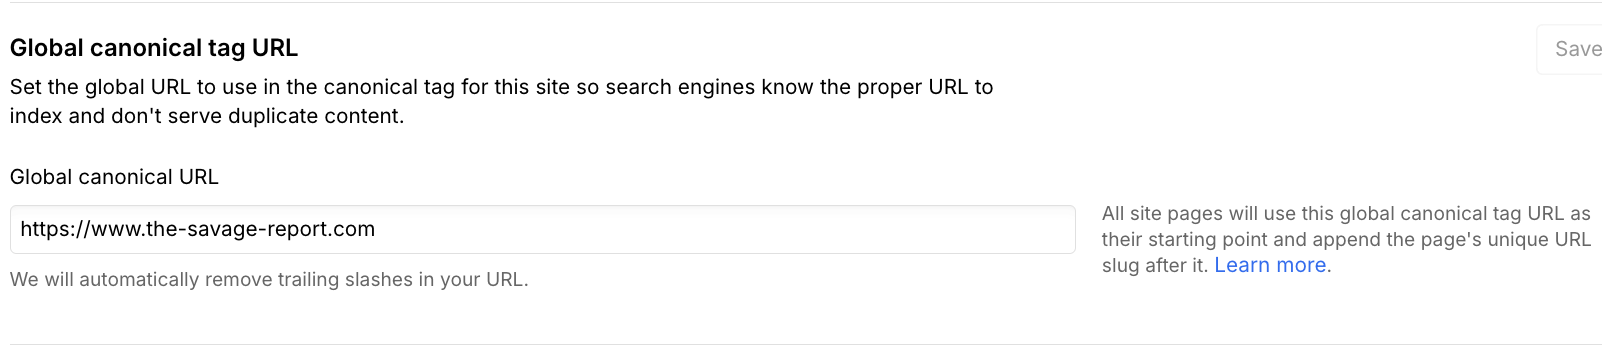 Global canonical tag URL
Save
Set the global URL to use in the canonical tag for this site so search engines know the proper URL to
index and don't serve duplicate content.
Global canonical URL
https://www.the-savage-report.com
We will automatically remove trailing slashes in your URL.
All site pages will use this global canonical tag URL as
their starting point and append the page's unique URL
slug after it. Learn more.